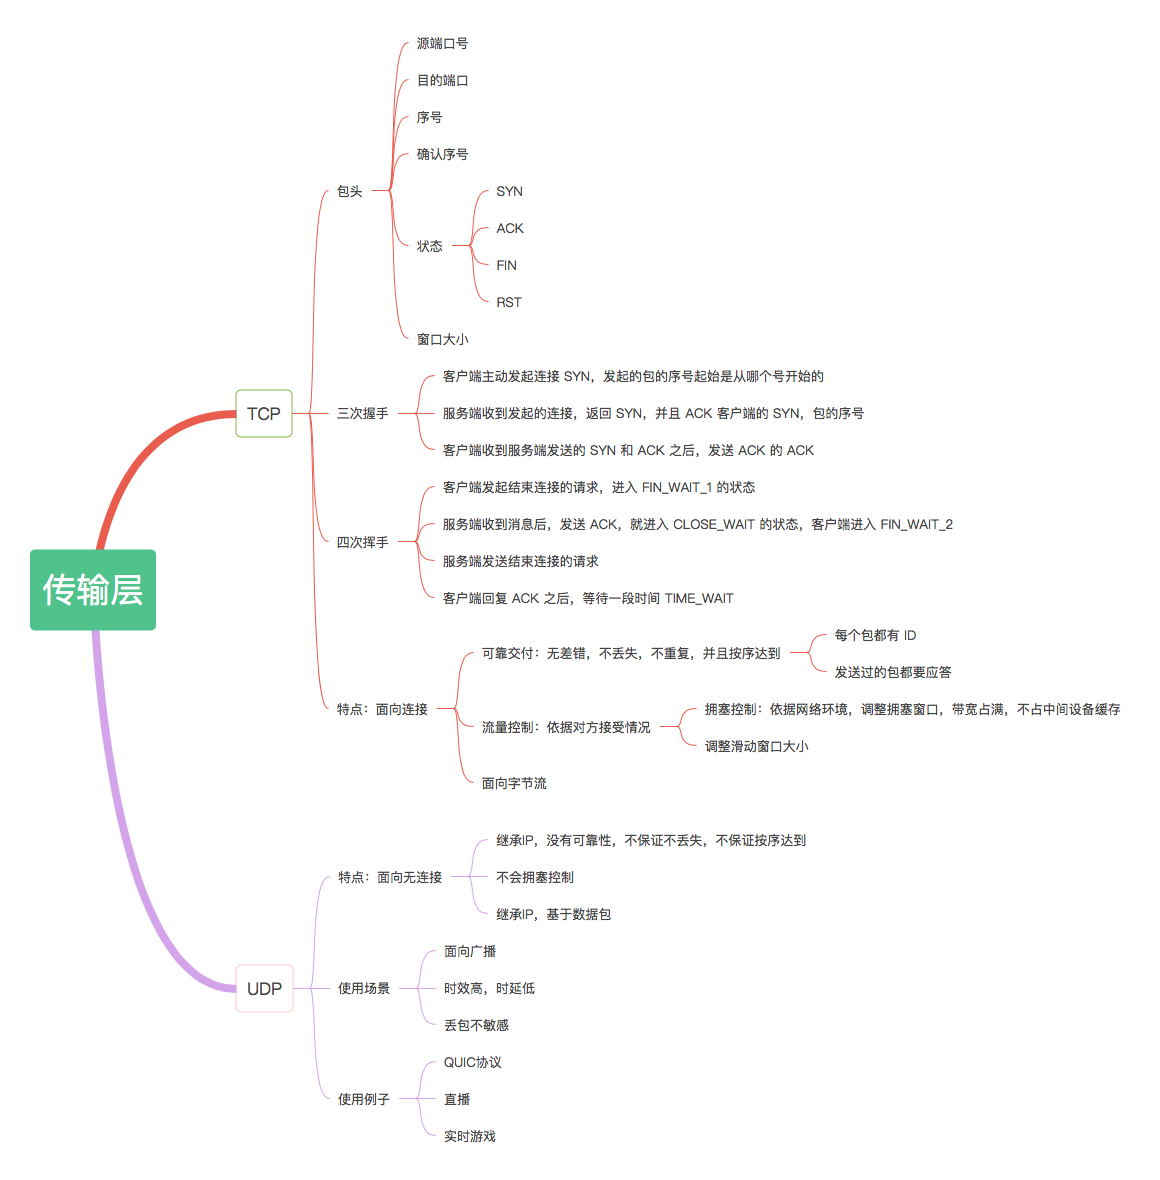 传输层
TCP
包头
源端口号
目的端口
序号
确认序号
状态
SYN
ACK
FIN
RST
窗口大小
三次握手
客户端主动发起连接 SYN，发起的包的序号起始是从哪个号开始的
服务端收到发起的连接，返回 SYN，并且 ACK 客户端的 SYN，包的序号
客户端收到服务端发送的 SYN 和 ACK 之后，发送 ACK 的 ACK
四次挥手
客户端发起结束连接的请求，进入 FIN_WAIT_1 的状态
服务端收到消息后，发送 ACK，就进入 CLOSE_WAIT 的状态，客户端进入 FIN_WAIT_2
服务端发送结束连接的请求
客户端回复 ACK 之后，等待一段时间 TIME_WAIT
特点：面向连接
可靠交付：无差错，不丢失，不重复，并且按序达到
每个包都有 ID
发送过的包都要应答
流量控制：依据对方接受情况
拥塞控制：依据网络环境，调整拥塞窗口，带宽占满，不占中间设备缓存
调整滑动窗口大小
面向字节流
UDP
特点：面向无连接
继承IP，没有可靠性，不保证不丢失，不保证按序达到
不会拥塞控制
继承IP，基于数据包
使用场景
面向广播
时效高，时延低
丢包不敏感
使用例子
QUIC协议
直播
实时游戏